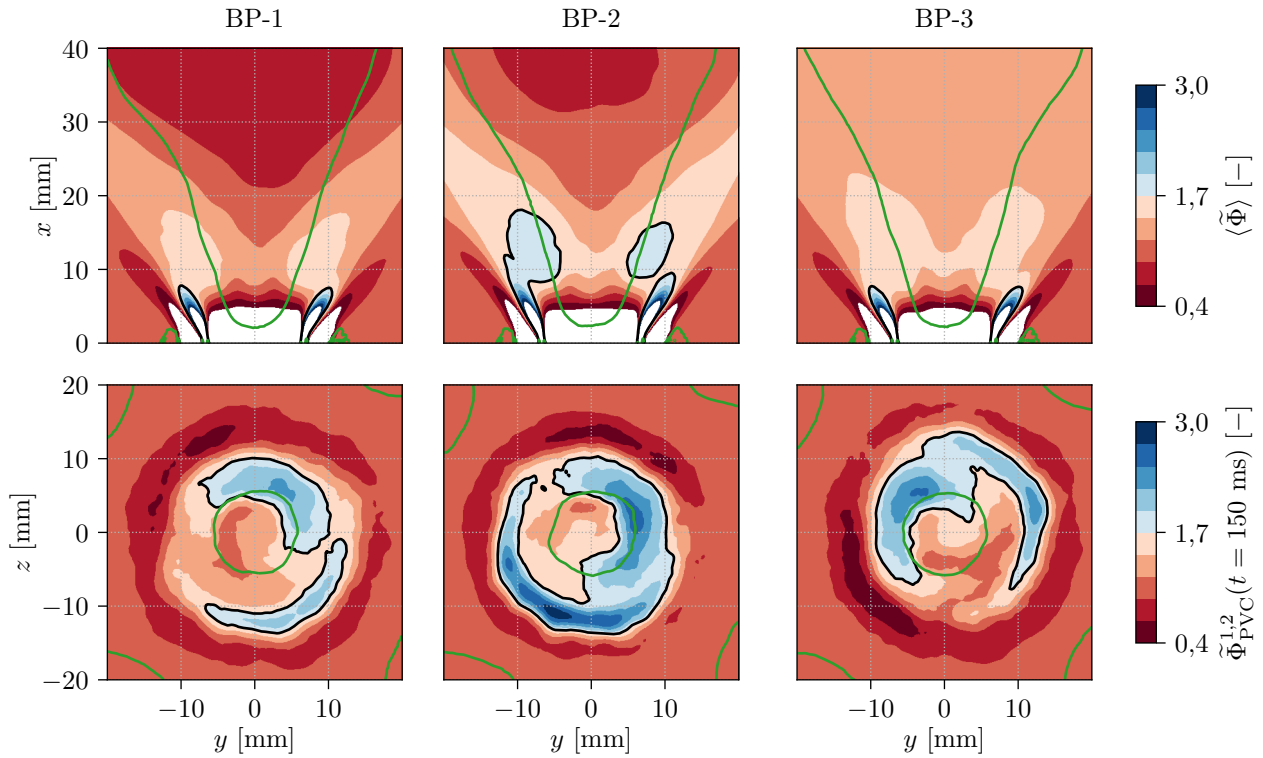 BP-1 BP-2 BP-3
40
30
20
10
0
x [mm]
3,0
1,7
0,4
⟨Φ̃⟩ [−]
20
10
0
−10
−20
z [mm]
−10 0 10 −10 0 10 −10 0 10
y [mm] y [mm] y [mm]
3,0
1,7
0,4
Φ̃^{1,2}_{PVC}(t = 150 ms) [−]